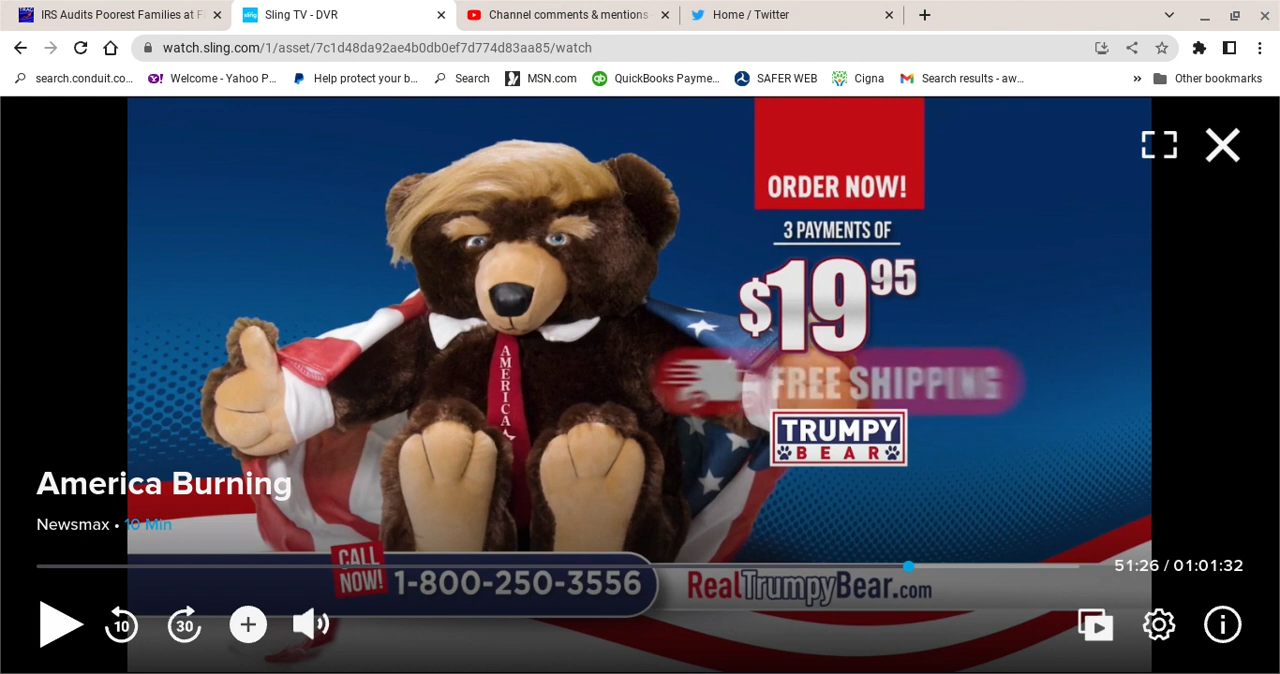 IRS Audits Poorest Families at F
Sling TV - DVR
Channel comments & mentions
Home / Twitter
watch.sling.com/1/asset/7c1d48da92ae4b0db0ef7d774d83aa85/watch
search.conduit.co...
Welcome - Yahoo P...
Help protect your b...
Search
MSN.com
QuickBooks Payme...
SAFER WEB
Cigna
Search results - aw...
»
Other bookmarks
ORDER NOW!
3 PAYMENTS OF
$19 95
AMERICA
FREE SHIPPING
TRUMPY
BEAR
America Burning
Newsmax • 10 Min
51:26 / 01:01:32
CALL
NOW! 1-800-250-3556
RealTrumpyBear.com
10
30